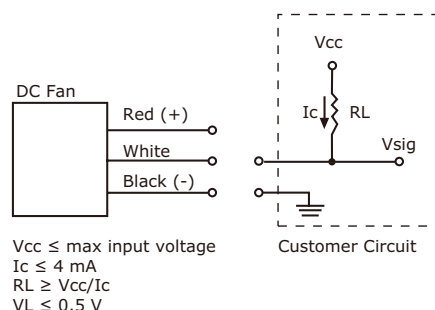 Vcc
DC Fan
Red (+)
Ic
RL
White
Vsig
Black (-)
Vcc ≤ max input voltage
Customer Circuit
Ic ≤ 4 mA
RL ≥ Vcc/Ic
VL ≤ 0.5 V